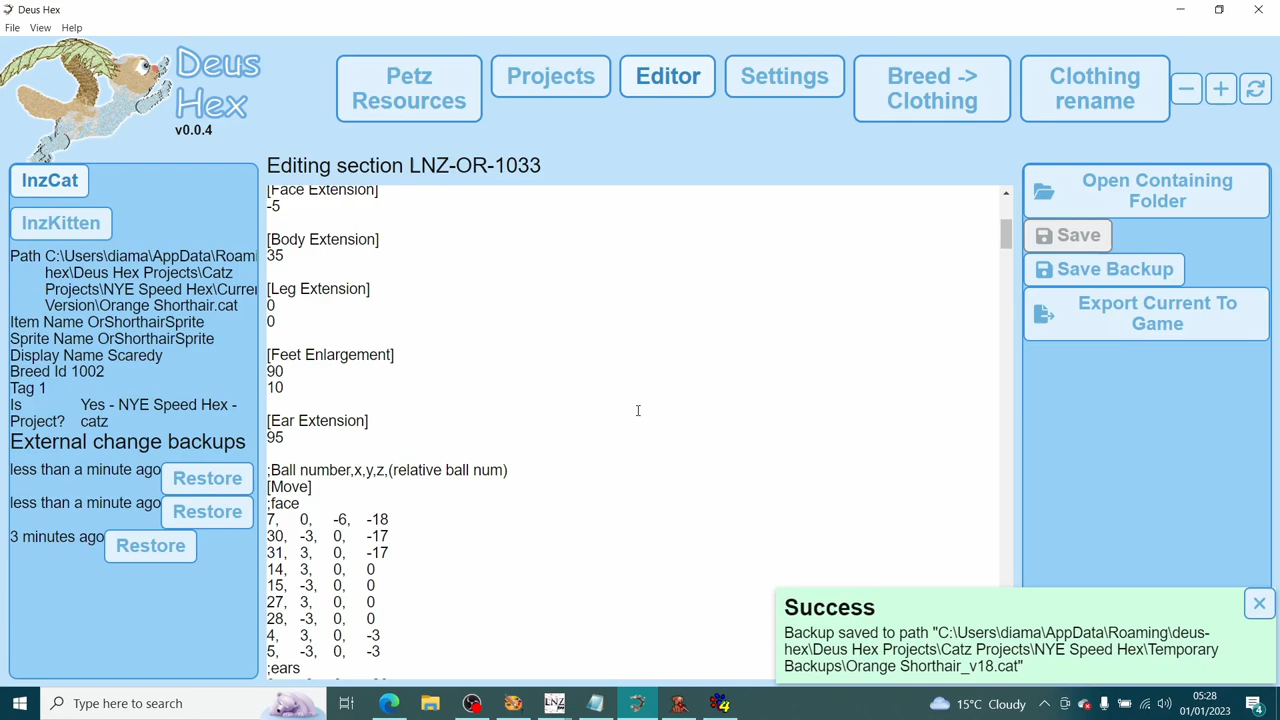 Deus Hex
File View Help
Deus
Hex
v0.0.4
Petz
Resources
Projects
Editor
Settings
Breed ->
Clothing
Clothing
rename
lnzCat
lnzKitten
Path C:\Users\diama\AppData\Roami
hex\Deus Hex Projects\Catz
Projects\NYE Speed Hex\Curre
Version\Orange Shorthair.cat
Item Name OrShorthairSprite
Sprite Name OrShorthairSprite
Display Name Scaredy
Breed Id 1002
Tag 1
Is Project? Yes - NYE Speed Hex - catz
External change backups
less than a minute ago Restore
less than a minute ago Restore
3 minutes ago Restore
Editing section LNZ-OR-1033
[Face Extension]
-5
[Body Extension]
35
[Leg Extension]
0
0
[Feet Enlargement]
90
10
[Ear Extension]
95
;Ball number,x,y,z,(relative ball num)
[Move]
;face
7, 0, -6, -18
30, -3, 0, -17
31, 3, 0, -17
14, 3, 0, 0
15, -3, 0, 0
27, 3, 0, 0
28, -3, 0, 0
4, 3, 0, -3
5, -3, 0, -3
;ears
Open Containing
Folder
Save
Save Backup
Export Current To
Game
Success
Backup saved to path "C:\Users\diama\AppData\Roaming\deus-
hex\Deus Hex Projects\Catz Projects\NYE Speed Hex\Temporary
Backups\Orange Shorthair_v18.cat"
Type here to search
LNZ
4
15°C Cloudy
05:28
01/01/2023
4